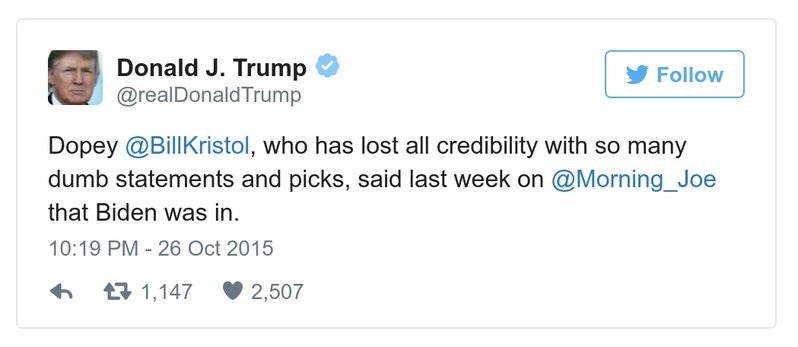 Donald J. Trump
Follow
@realDonaldTrump
Dopey @BillKristol, who has lost all credibility with so many
dumb statements and picks, said last week on @Morning_Joe
that Biden was in.
10:19 PM - 26 Oct 2015
1,147 2,507